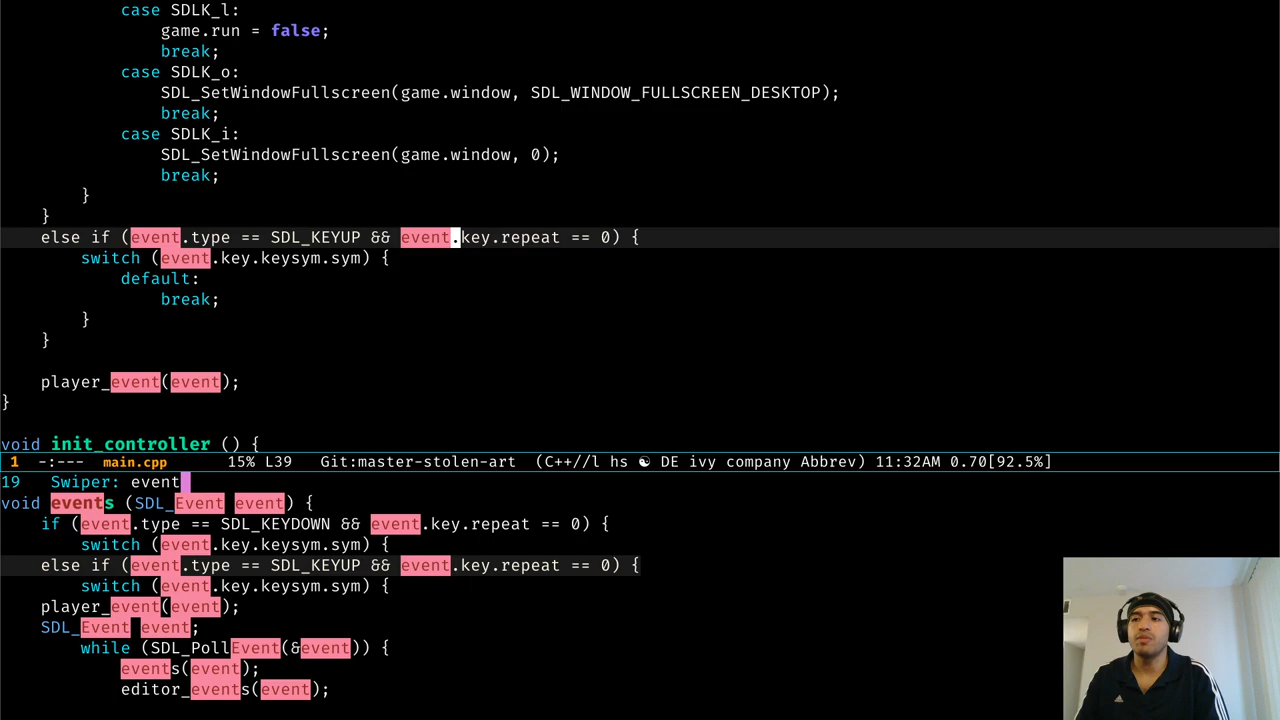 case SDLK_l:
game.run = false;
break;
case SDLK_o:
SDL_SetWindowFullscreen(game.window, SDL_WINDOW_FULLSCREEN_DESKTOP);
break;
case SDLK_i:
SDL_SetWindowFullscreen(game.window, 0);
break;
}
}
else if (event.type == SDL_KEYUP && event.key.repeat == 0) {
switch (event.key.keysym.sym) {
default:
break;
}
}
player_event(event);
}
void init_controller () {
1 -:--- main.cpp 15% L39 Git:master-stolen-art (C++//l hs ☯ DE ivy company Abbrev) 11:32AM 0.70[92.5%]
19 Swiper: event
void events (SDL_Event event) {
if (event.type == SDL_KEYDOWN && event.key.repeat == 0) {
switch (event.key.keysym.sym) {
else if (event.type == SDL_KEYUP && event.key.repeat == 0) {
switch (event.key.keysym.sym) {
player_event(event);
SDL_Event event;
while (SDL_PollEvent(&event)) {
events(event);
editor_events(event);